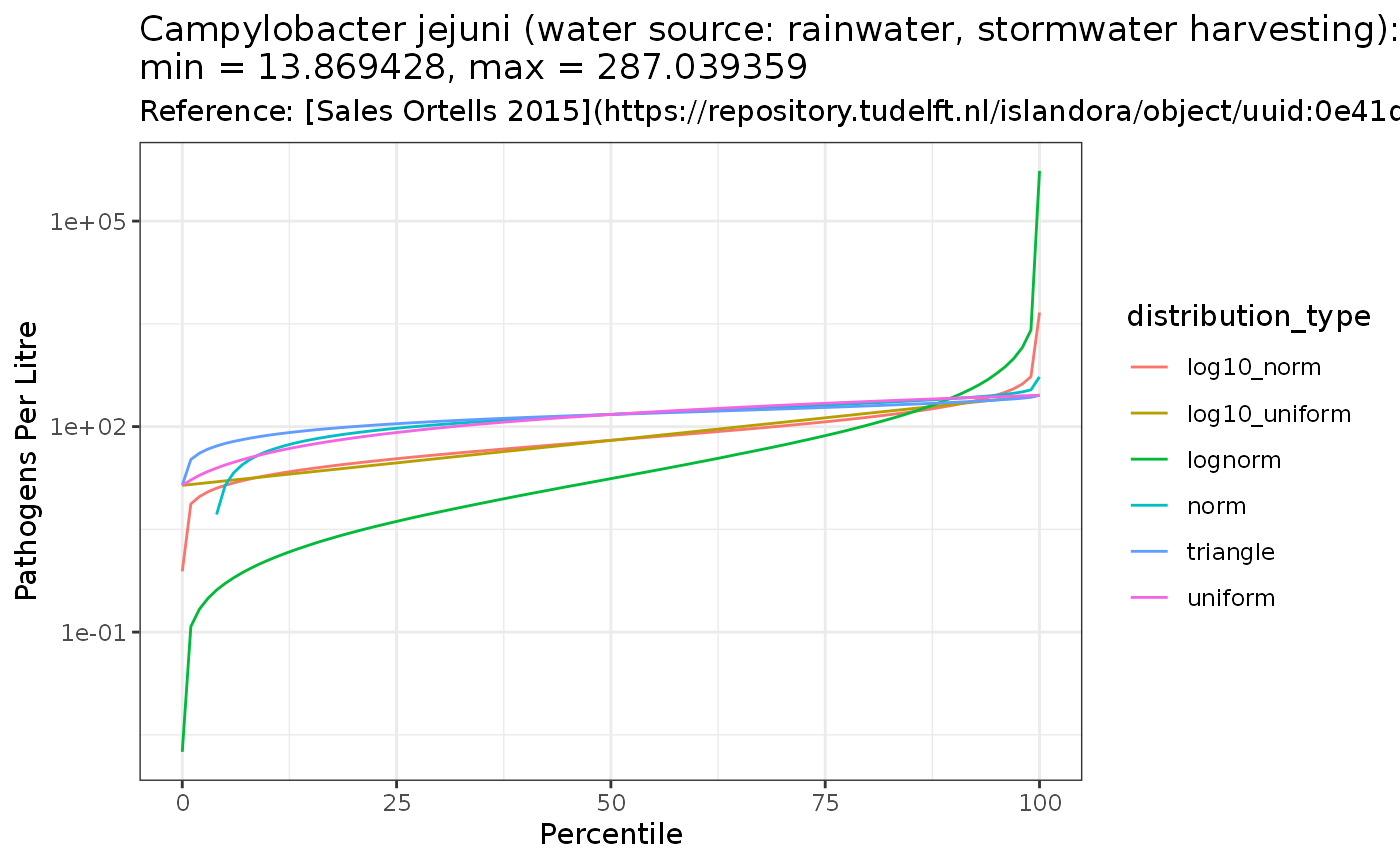 Campylobacter jejuni (water source: rainwater, stormwater harvesting):
min = 13.869428, max = 287.039359
Reference: [Sales Ortells 2015](https://repository.tudelft.nl/islandora/object/uuid:0e41
Pathogens Per Litre
1e+05
1e+02
1e-01
0 25 50 75 100
Percentile
distribution_type
log10_norm
log10_uniform
lognorm
norm
triangle
uniform